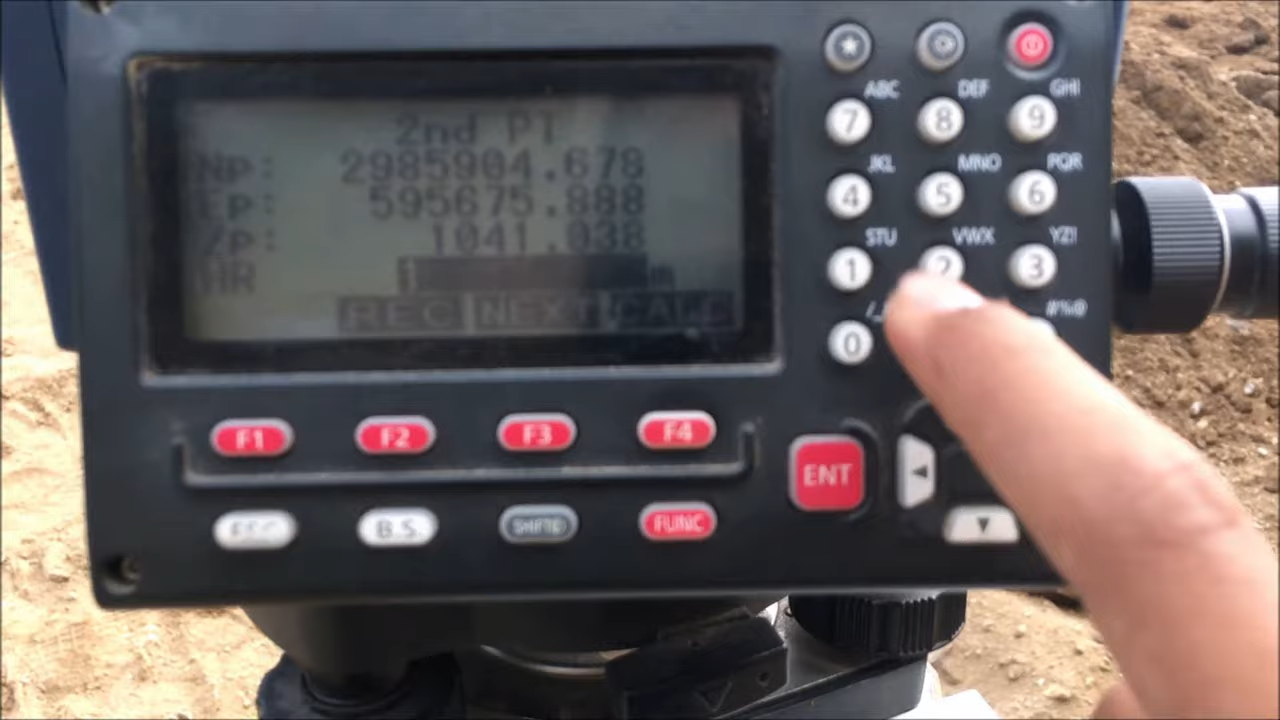 2nd PT
Np: 2985904.678
Ep: 595675.888
Zp: 1041.038
HR m
REC NEXT CALC
ABC DEF GHI
7 8 9
JKL MNO PQR
4 5 6
STU VWX YZ!
1 2 3
/_ #%@
0
F1 F2 F3 F4
ENT
ESC B.S. SHIFT FUNC